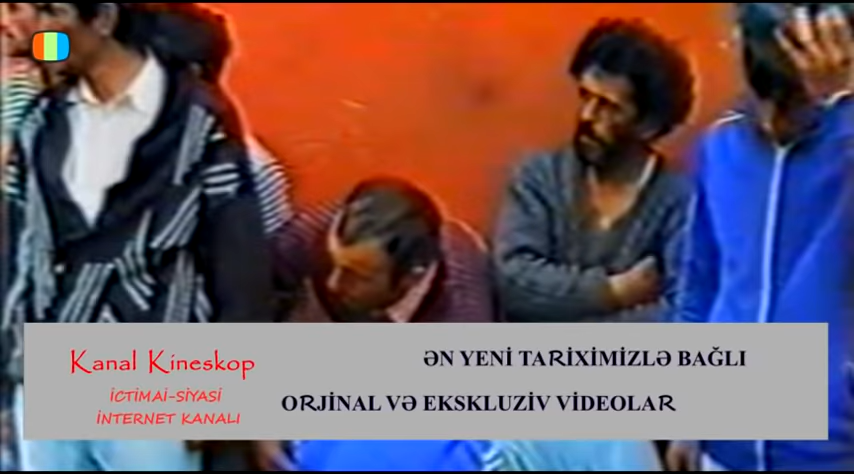 Kanal Kineskop
İCTİMAİ-SİYASİ
İNTERNET KANALI
ƏN YENİ TARİXİMİZLƏ BAĞLI
ORJİNAL VƏ EKSKLUZİV VİDEOLAR